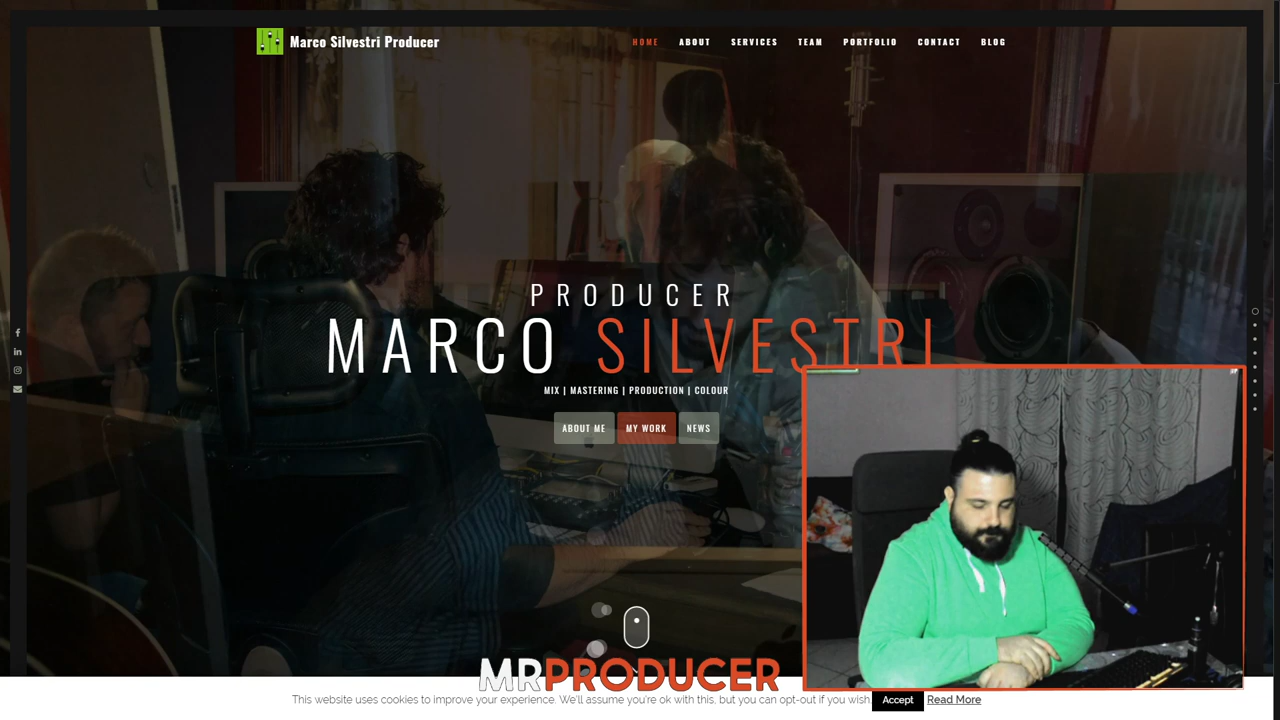 Marco Silvestri Producer
HOME ABOUT SERVICES TEAM PORTFOLIO CONTACT BLOG
PRODUCER
MARCO SILVESTRI
MIX | MASTERING | PRODUCTION | COLOUR
ABOUT ME MY WORK NEWS
MRPRODUCER
This website uses cookies to improve your experience. We'll assume you're ok with this, but you can opt-out if you wish. Accept Read More